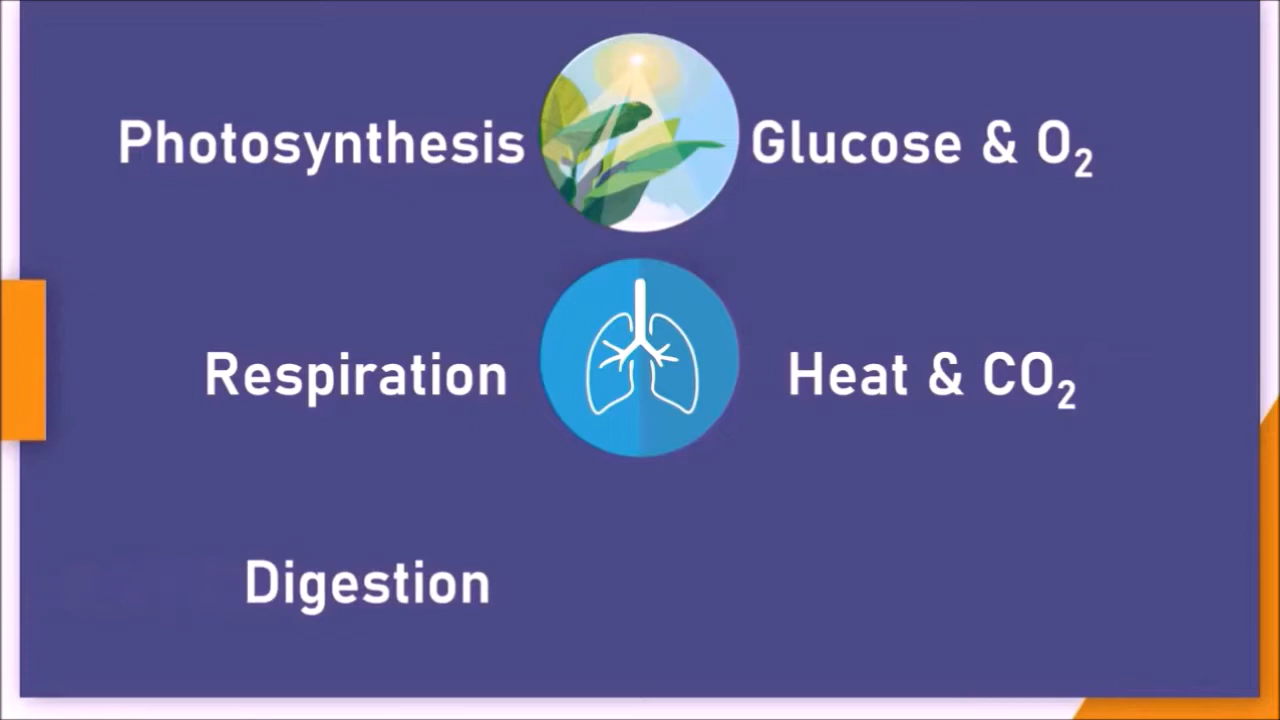 Photosynthesis Glucose & O₂
Respiration Heat & CO₂
Digestion